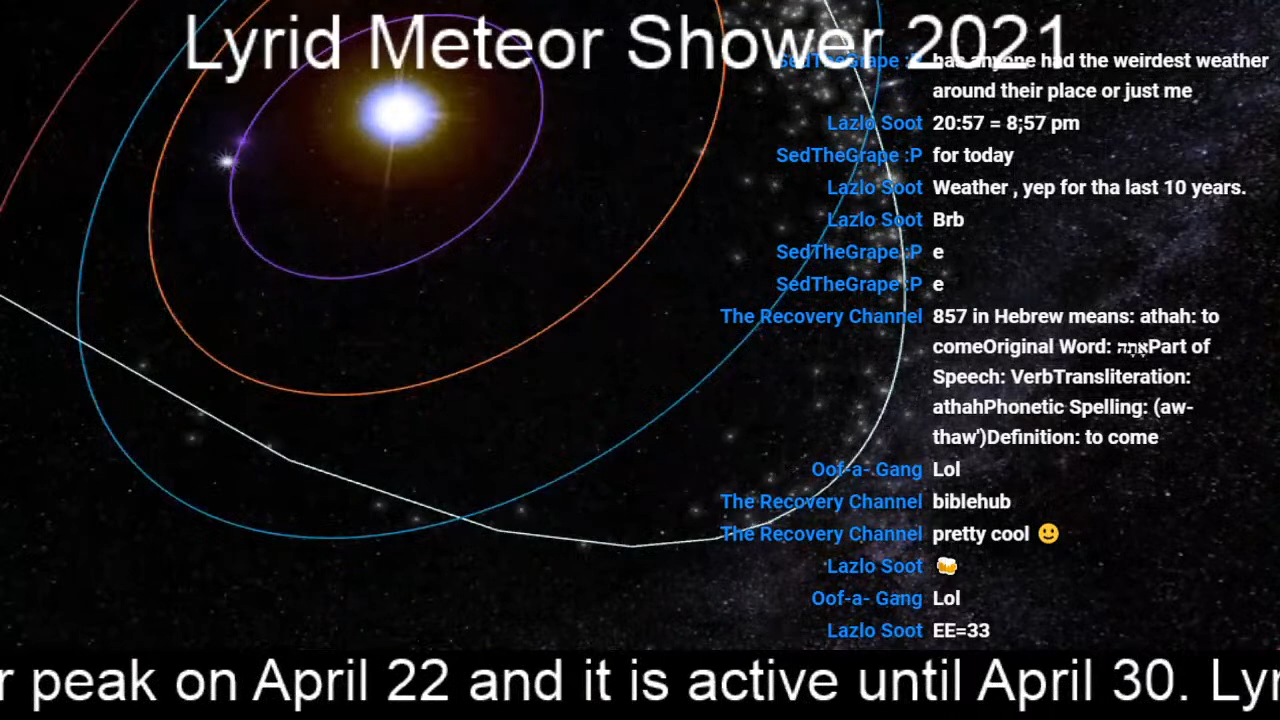 Lyrid Meteor Shower 2021
SedTheGrape :P has anyone had the weirdest weather
around their place or just me
Lazlo Soot 20:57 = 8;57 pm
SedTheGrape :P for today
Lazlo Soot Weather , yep for tha last 10 years.
Lazlo Soot Brb
SedTheGrape :P e
SedTheGrape :P e
The Recovery Channel 857 in Hebrew means: athah: to
comeOriginal Word: אָתָהPart of
Speech: VerbTransliteration:
athahPhonetic Spelling: (aw-
thaw')Definition: to come
Oof-a- Gang Lol
The Recovery Channel biblehub
The Recovery Channel pretty cool 🙂
Lazlo Soot 🍻
Oof-a- Gang Lol
Lazlo Soot EE=33
r peak on April 22 and it is active until April 30. Lyr